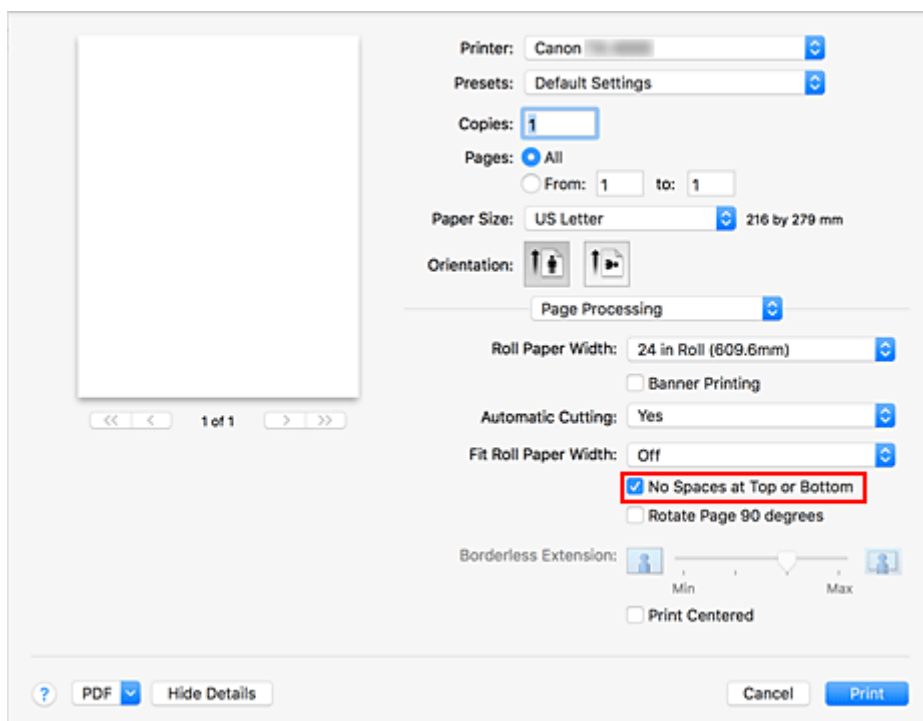 Printer: Canon
Presets: Default Settings
Copies: 1
Pages: All
From: 1 to: 1
Paper Size: US Letter 216 by 279 mm
Orientation:
Page Processing
Roll Paper Width: 24 in Roll (609.6mm)
Banner Printing
<< < 1 of 1 > >>
Automatic Cutting: Yes
Fit Roll Paper Width: Off
No Spaces at Top or Bottom
Rotate Page 90 degrees
Borderless Extension:
Min Max
Print Centered
? PDF Hide Details Cancel Print